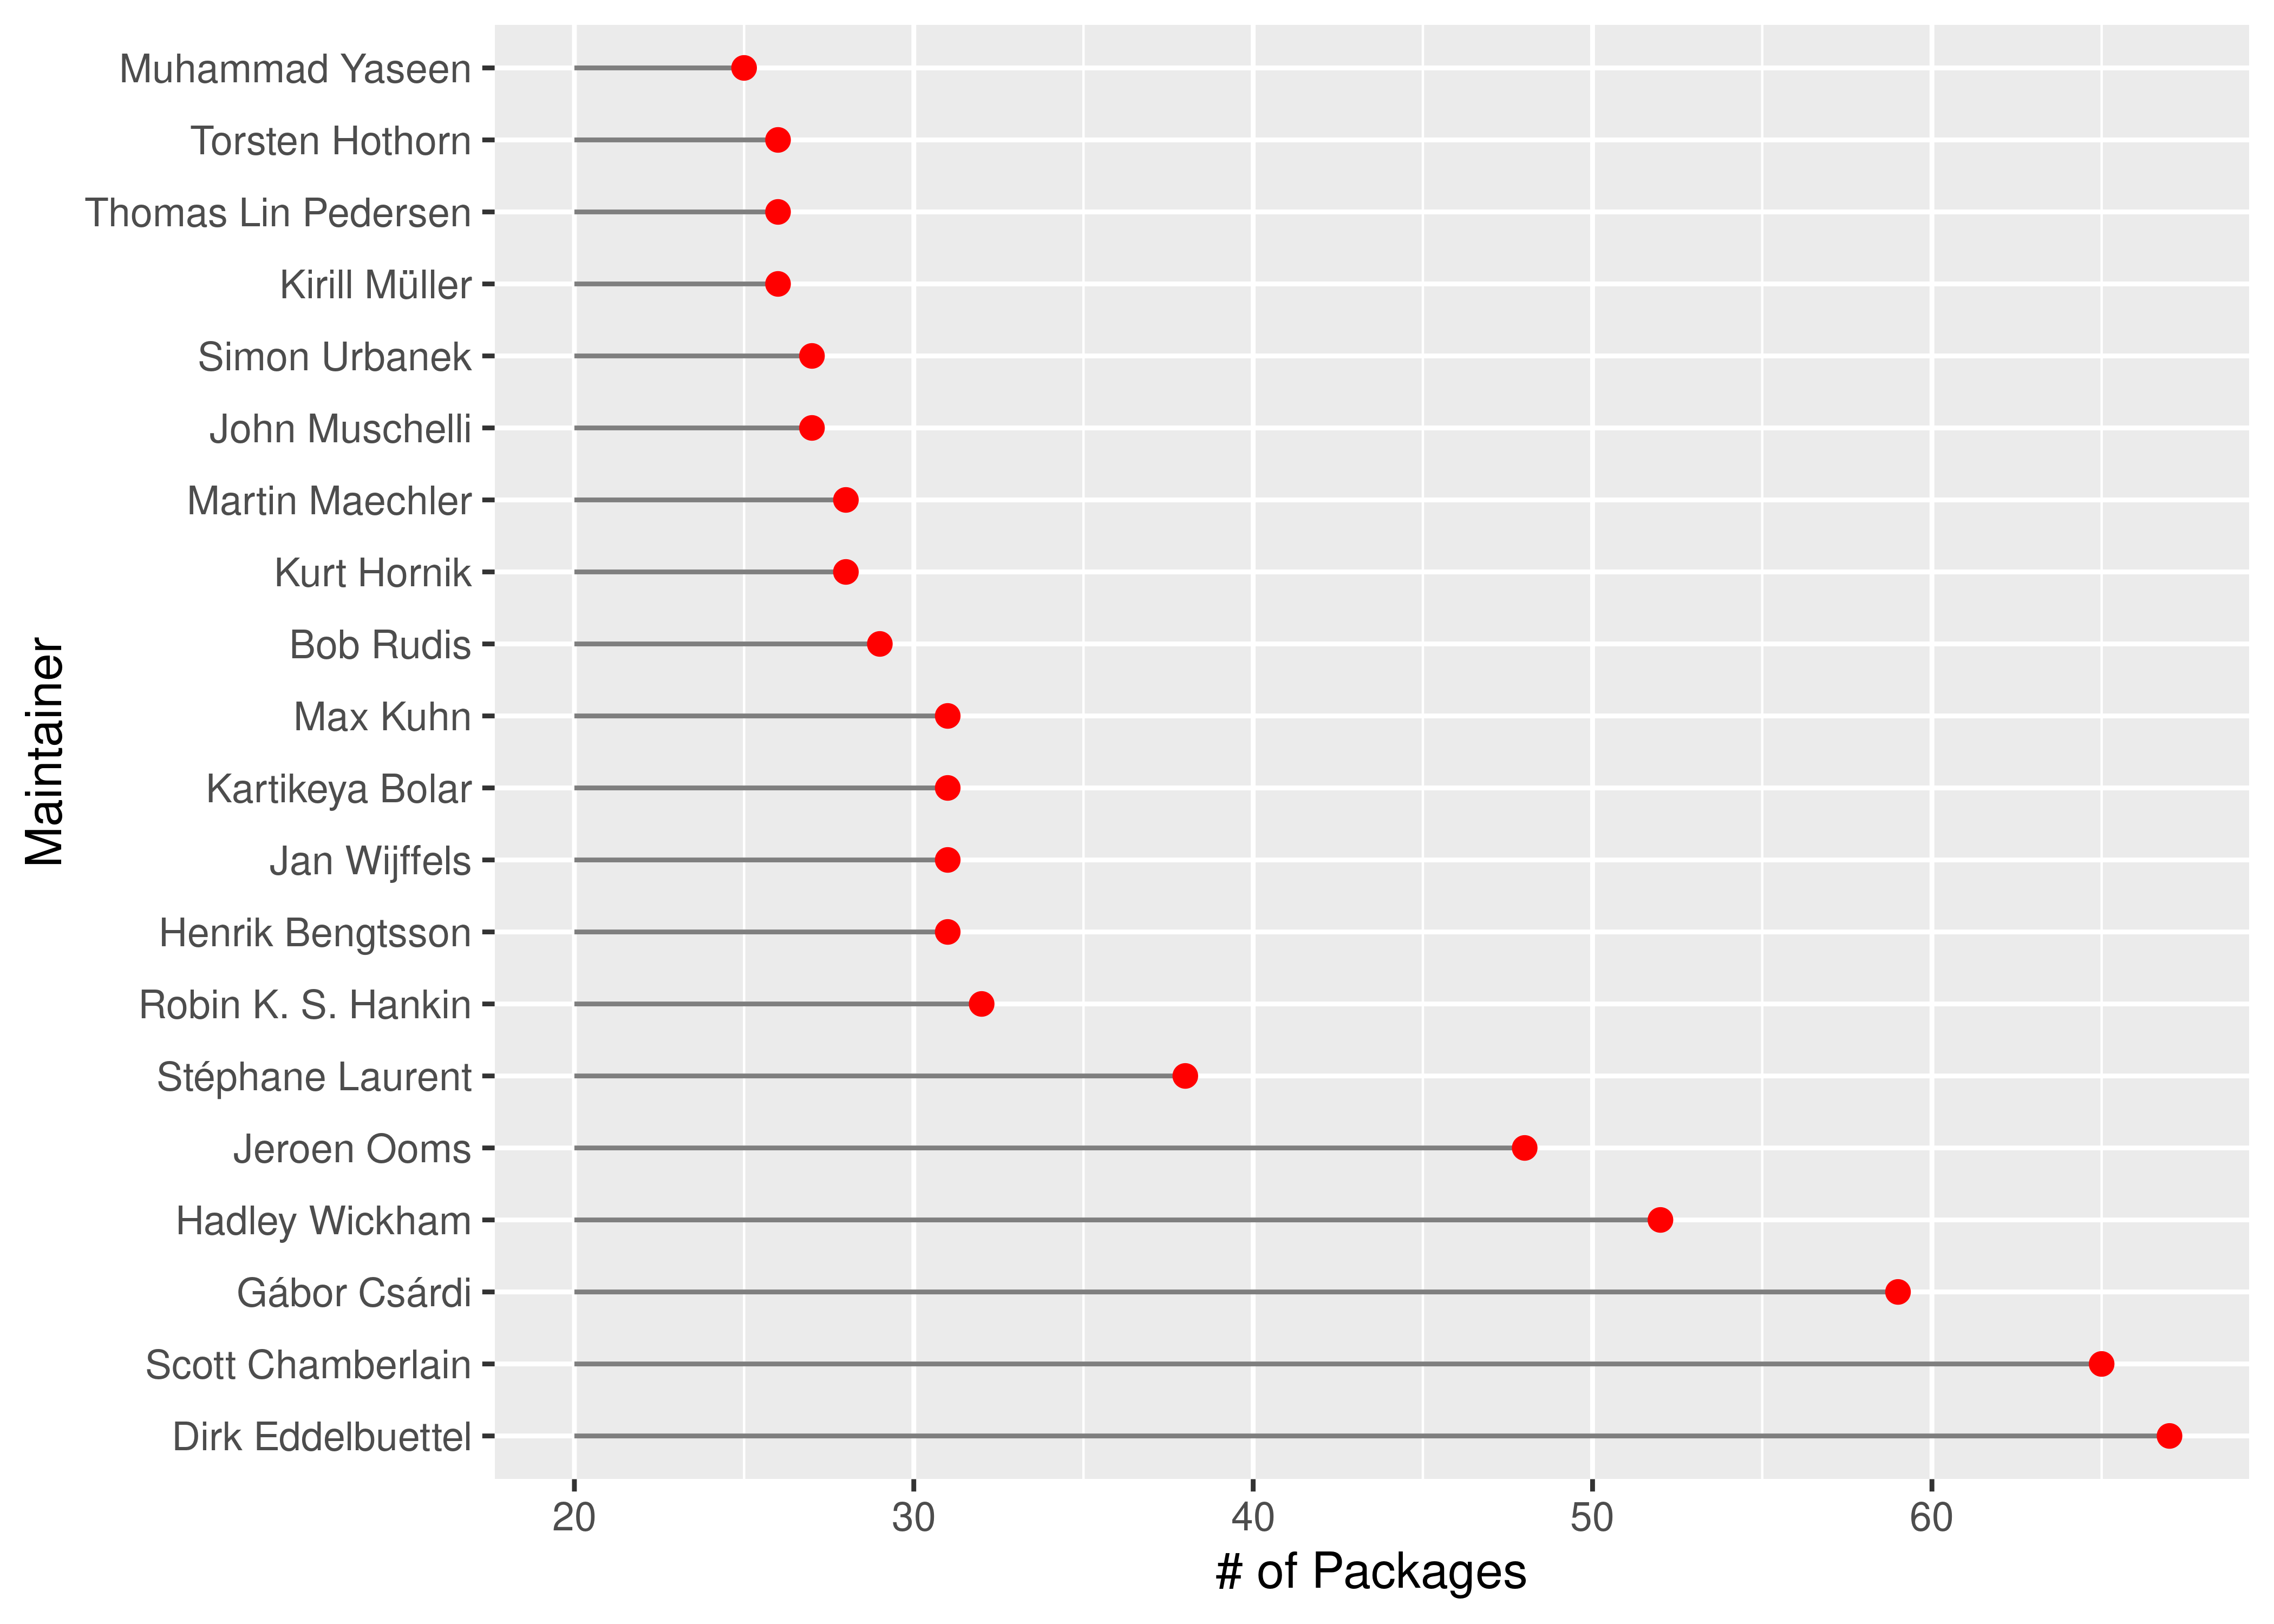 Muhammad Yaseen
Torsten Hothorn
Thomas Lin Pedersen
Kirill Müller
Simon Urbanek
John Muschelli
Martin Maechler
Kurt Hornik
Bob Rudis
Max Kuhn
Kartikeya Bolar
Jan Wijffels
Henrik Bengtsson
Robin K. S. Hankin
Stéphane Laurent
Jeroen Ooms
Hadley Wickham
Gábor Csárdi
Scott Chamberlain
Dirk Eddelbuettel
Maintainer
20 30 40 50 60
# of Packages